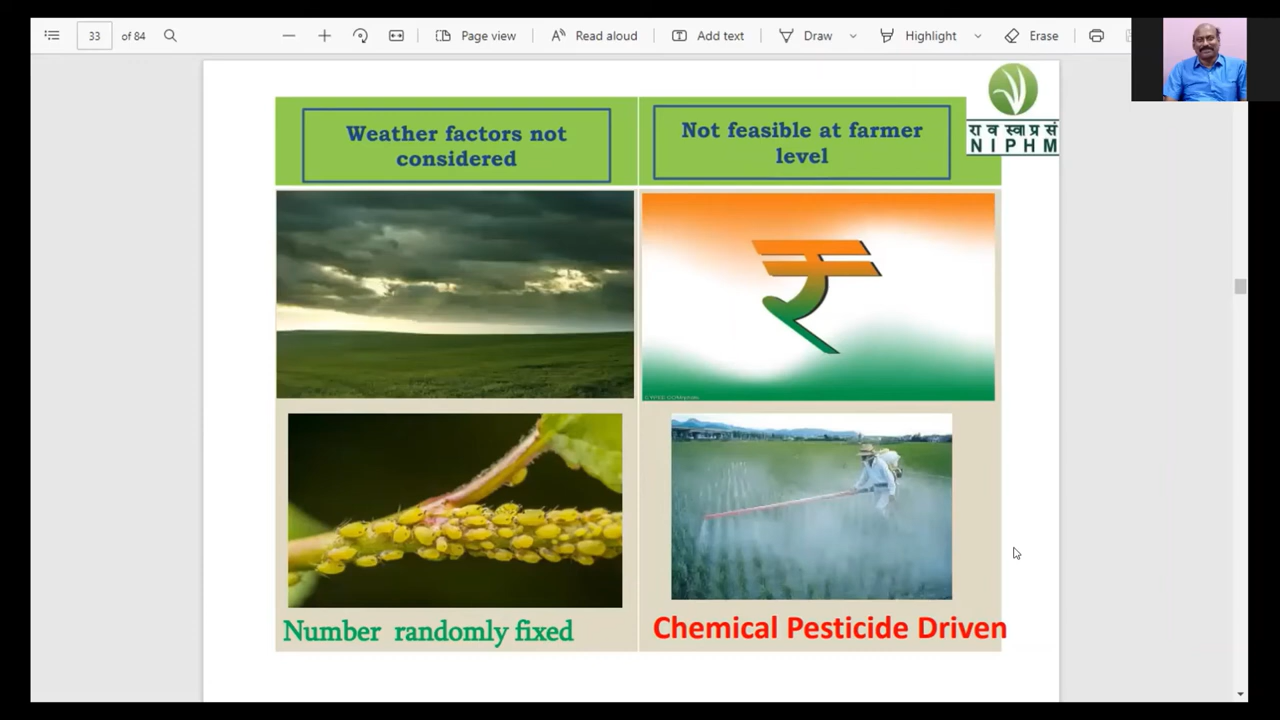 33 of 84
Page view
Read aloud
Add text
Draw
Highlight
Erase
Weather factors not
considered
Not feasible at farmer
level
रा व स्वा प्र सं
NIPHM
₹
Number randomly fixed
Chemical Pesticide Driven